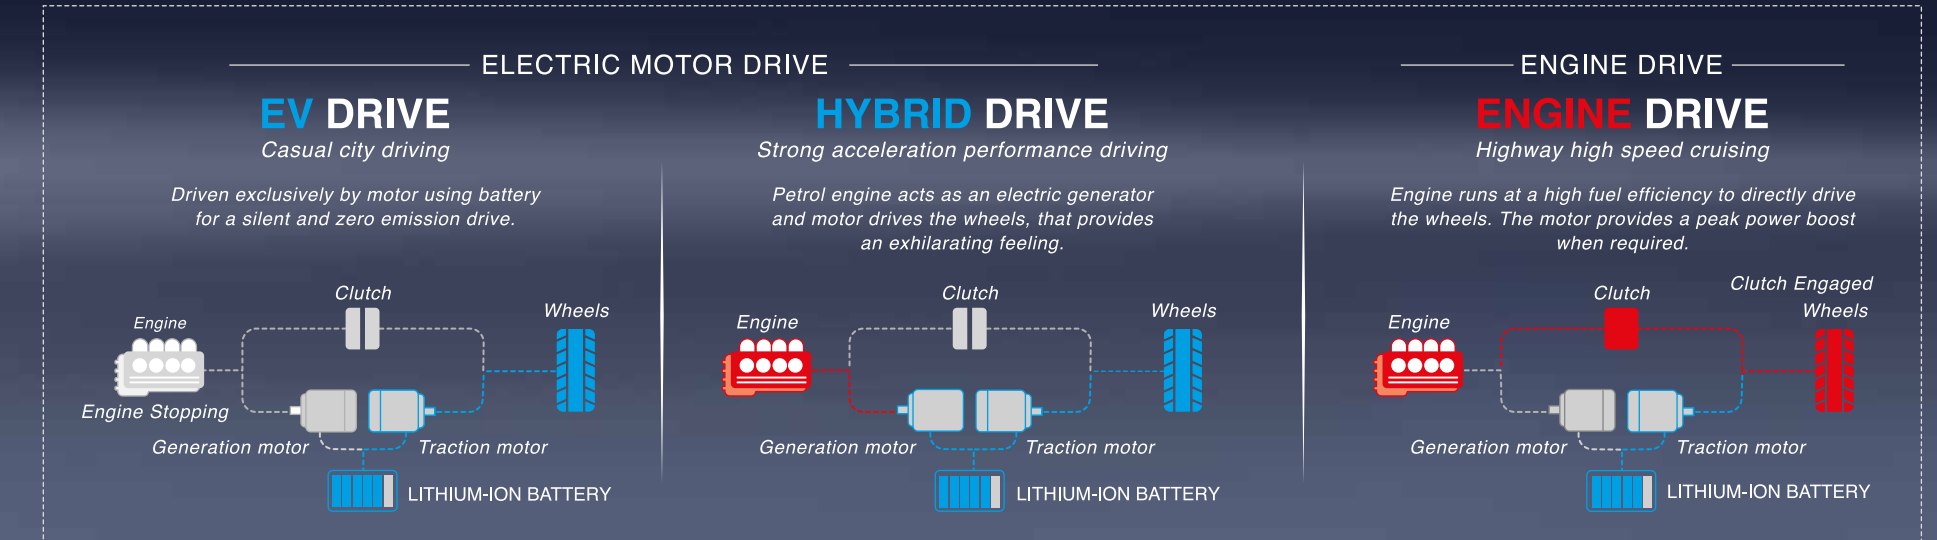 ELECTRIC MOTOR DRIVE
EV DRIVE
Casual city driving
Driven exclusively by motor using battery
for a silent and zero emission drive.
Clutch
Wheels
Engine
Engine Stopping
Generation motor
Traction motor
LITHIUM-ION BATTERY
HYBRID DRIVE
Strong acceleration performance driving
Petrol engine acts as an electric generator
and motor drives the wheels, that provides
an exhilarating feeling.
Clutch
Wheels
Engine
Generation motor
Traction motor
LITHIUM-ION BATTERY
ENGINE DRIVE
ENGINE DRIVE
Highway high speed cruising
Engine runs at a high fuel efficiency to directly drive
the wheels. The motor provides a peak power boost
when required.
Clutch Engaged
Clutch
Wheels
Engine
Generation motor
Traction motor
LITHIUM-ION BATTERY